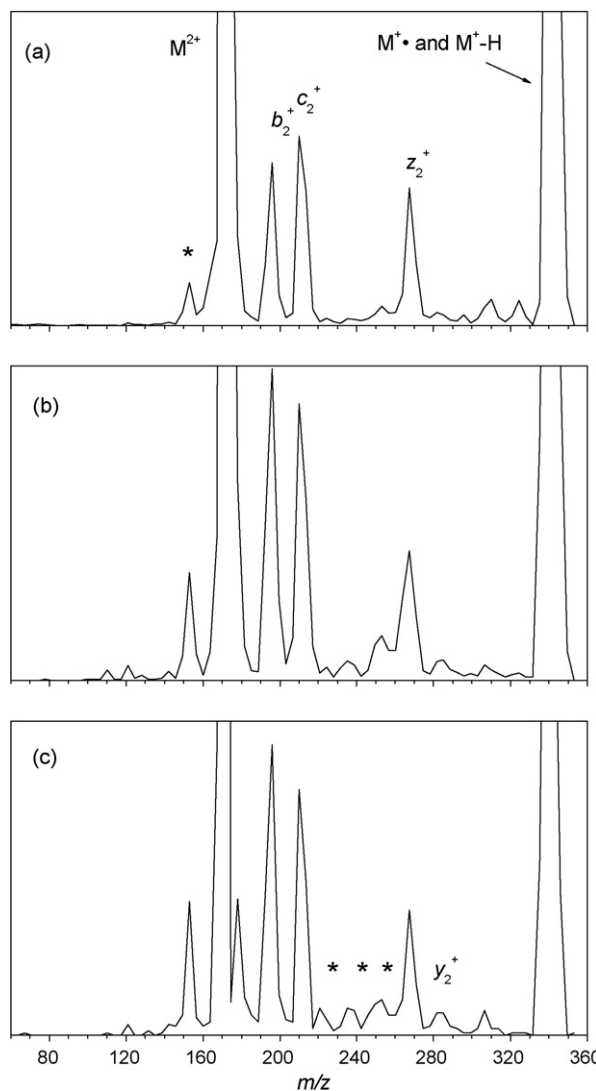 (a)
M²⁺
b₂⁺
c₂⁺
z₂⁺
M⁺• and M⁺-H
*
(b)
(c)
* * *
y₂⁺
80 120 160 200 240 280 320 360
m/z